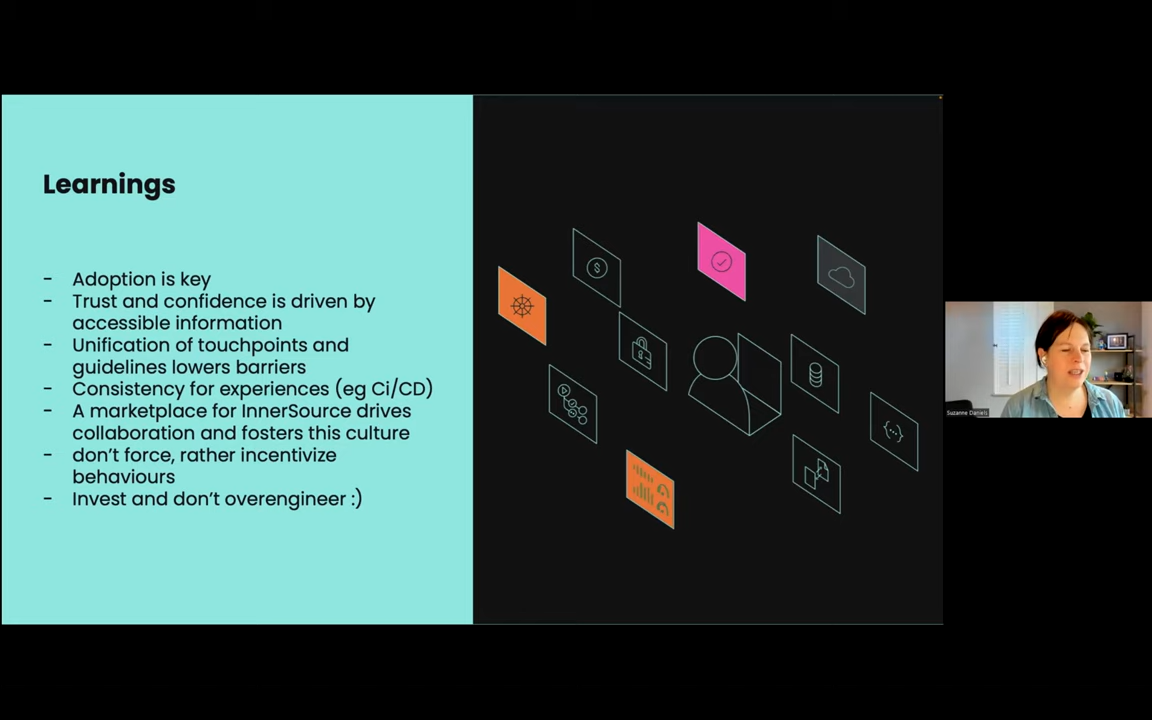 Learnings
- Adoption is key
- Trust and confidence is driven by
accessible information
- Unification of touchpoints and
guidelines lowers barriers
- Consistency for experiences (eg Ci/CD)
- A marketplace for InnerSource drives
collaboration and fosters this culture
- don't force, rather incentivize
behaviours
- Invest and don't overengineer :)
Suzanne Daniels